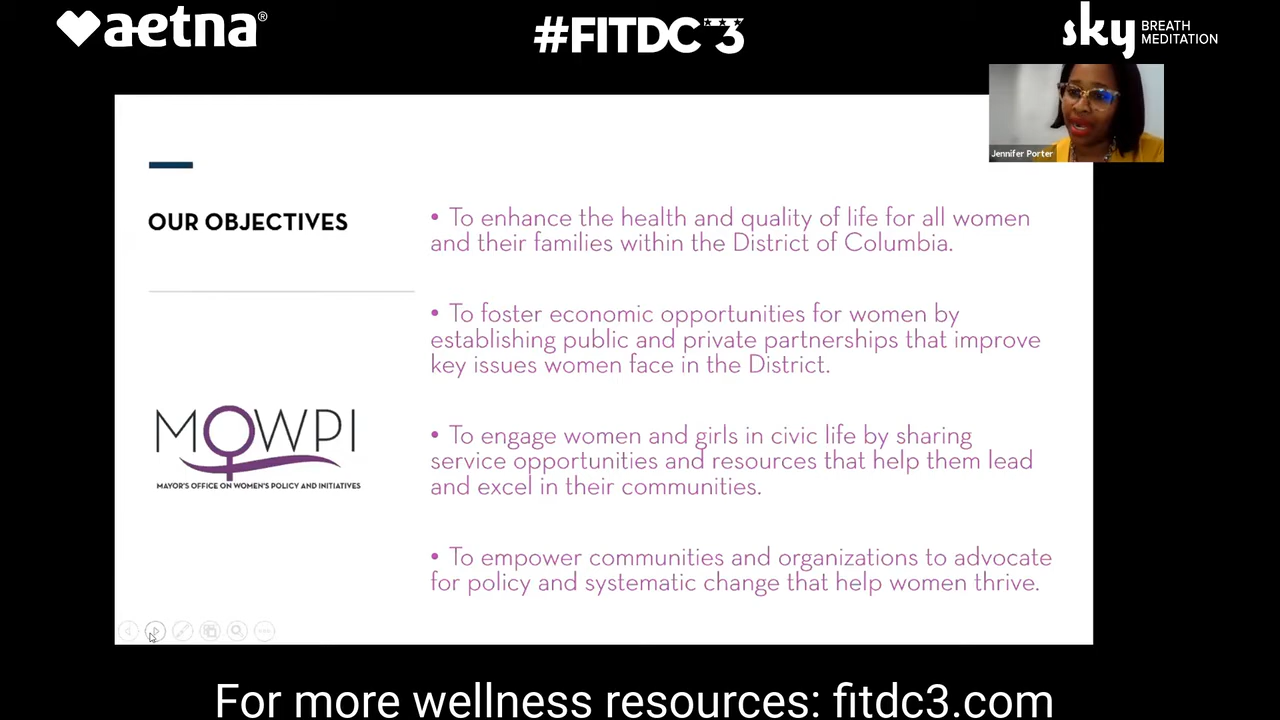 aetna®
#FITDC3
sky BREATH
MEDITATION
Jennifer Porter
OUR OBJECTIVES
• To enhance the health and quality of life for all women
and their families within the District of Columbia.
• To foster economic opportunities for women by
establishing public and private partnerships that improve
key issues women face in the District.
• To engage women and girls in civic life by sharing
service opportunities and resources that help them lead
and excel in their communities.
• To empower communities and organizations to advocate
for policy and systematic change that help women thrive.
MOWPI
MAYOR'S OFFICE ON WOMEN'S POLICY AND INITIATIVES
For more wellness resources: fitdc3.com